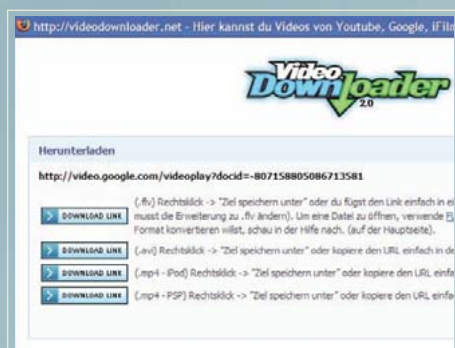 http://videodownloader.net - Hier kannst du Videos von Youtube, Google, iFilm
Video
Downloader
2.0
Herunterladen
http://video.google.com/videoplay?docid=-807158805086713581
(.flv) Rechtsklick -> "Ziel speichern unter" oder du fügst den Link einfach in ei
DOWNLOAD LINK musst die Erweiterung zu .flv ändern). Um eine Datei zu öffnen, verwende
Format konvertieren willst, schau in der Hilfe nach. (auf der Hauptseite).
DOWNLOAD LINK (.avi) Rechtsklick -> "Ziel speichern unter" oder kopiere den URL einfach in de
DOWNLOAD LINK (.mp4 - iPod) Rechtsklick -> "Ziel speichern unter" oder kopiere den URL einfa
DOWNLOAD LINK (.mp4 - PSP) Rechtsklick -> "Ziel speichern unter" oder kopiere den URL einfa